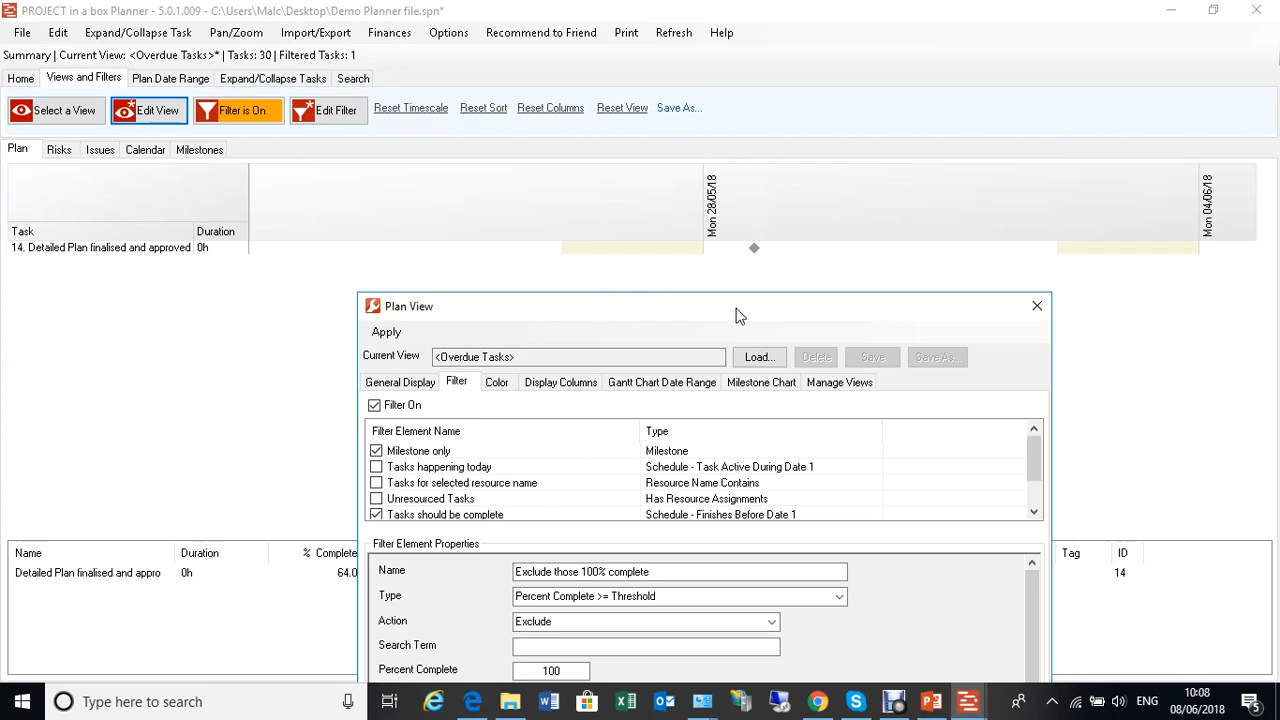 PROJECT in a box Planner - 5.0.1.009 - C:\Users\Malc\Desktop\Demo Planner file.spn*
File Edit Expand/Collapse Task Pan/Zoom Import/Export Finances Options Recommend to Friend Print Refresh Help
Summary | Current View: <Overdue Tasks>* | Tasks: 30 | Filtered Tasks: 1
Home Views and Filters Plan Date Range Expand/Collapse Tasks Search
Select a View Edit View Filter is On Edit Filter Reset Timescale Reset Sort Reset Columns Reset View Save As...
Plan Risks Issues Calendar Milestones
Mon 28/05/18 Mon 04/06/18
Task Duration
14. Detailed Plan finalised and approved 0h
Plan View
Apply
Current View <Overdue Tasks> Load... Delete Save Save As...
General Display Filter Color Display Columns Gantt Chart Date Range Milestone Chart Manage Views
Filter On
Filter Element Name Type
Milestone only Milestone
Tasks happening today Schedule - Task Active During Date 1
Tasks for selected resource name Resource Name Contains
Unresourced Tasks Has Resource Assignments
Tasks should be complete Schedule - Finishes Before Date 1
Filter Element Properties
Name Duration % Complete Tag ID
Detailed Plan finalised and appro 0h 64.0 14
Name Exclude those 100% complete
Type Percent Complete >= Threshold
Action Exclude
Search Term
Percent Complete 100
Type here to search ENG 10:08
08/06/2018 5